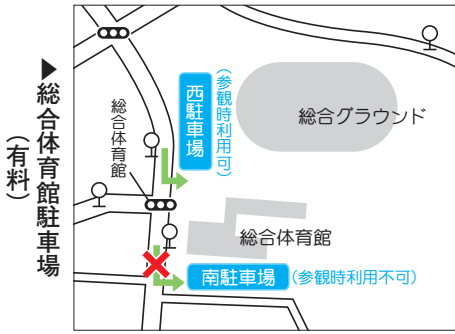 ▶総合体育館駐車場
（有料）
総合体育館
西駐車場
（参観時利用可）
総合グラウンド
総合体育館
南駐車場
（参観時利用不可）